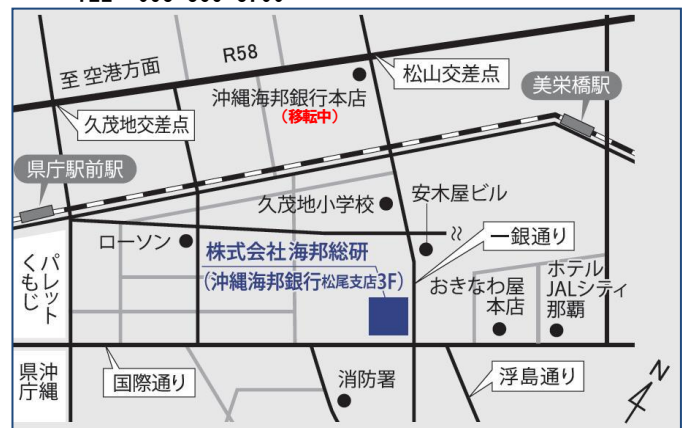 R58
至 空港方面
松山交差点
美栄橋駅
沖縄海邦銀行本店
（移転中）
久茂地交差点
県庁駅前駅
久茂地小学校
安木屋ビル
ローソン
株式会社海邦総研
(沖縄海邦銀行松尾支店3F)
一銀通り
パレット
くもじ
おきなわ屋
本店
ホテル
JALシティ
那覇
沖縄
県庁
国際通り
消防署
浮島通り
N